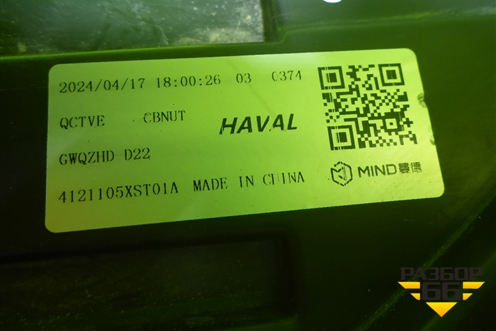 2024/04/17 18:00:26 03 0374
QCTVE CBNUT
HAVAL
GWQZHD D22
4121105XST01A MADE IN CHINA
MIND
РАЗБОР
66